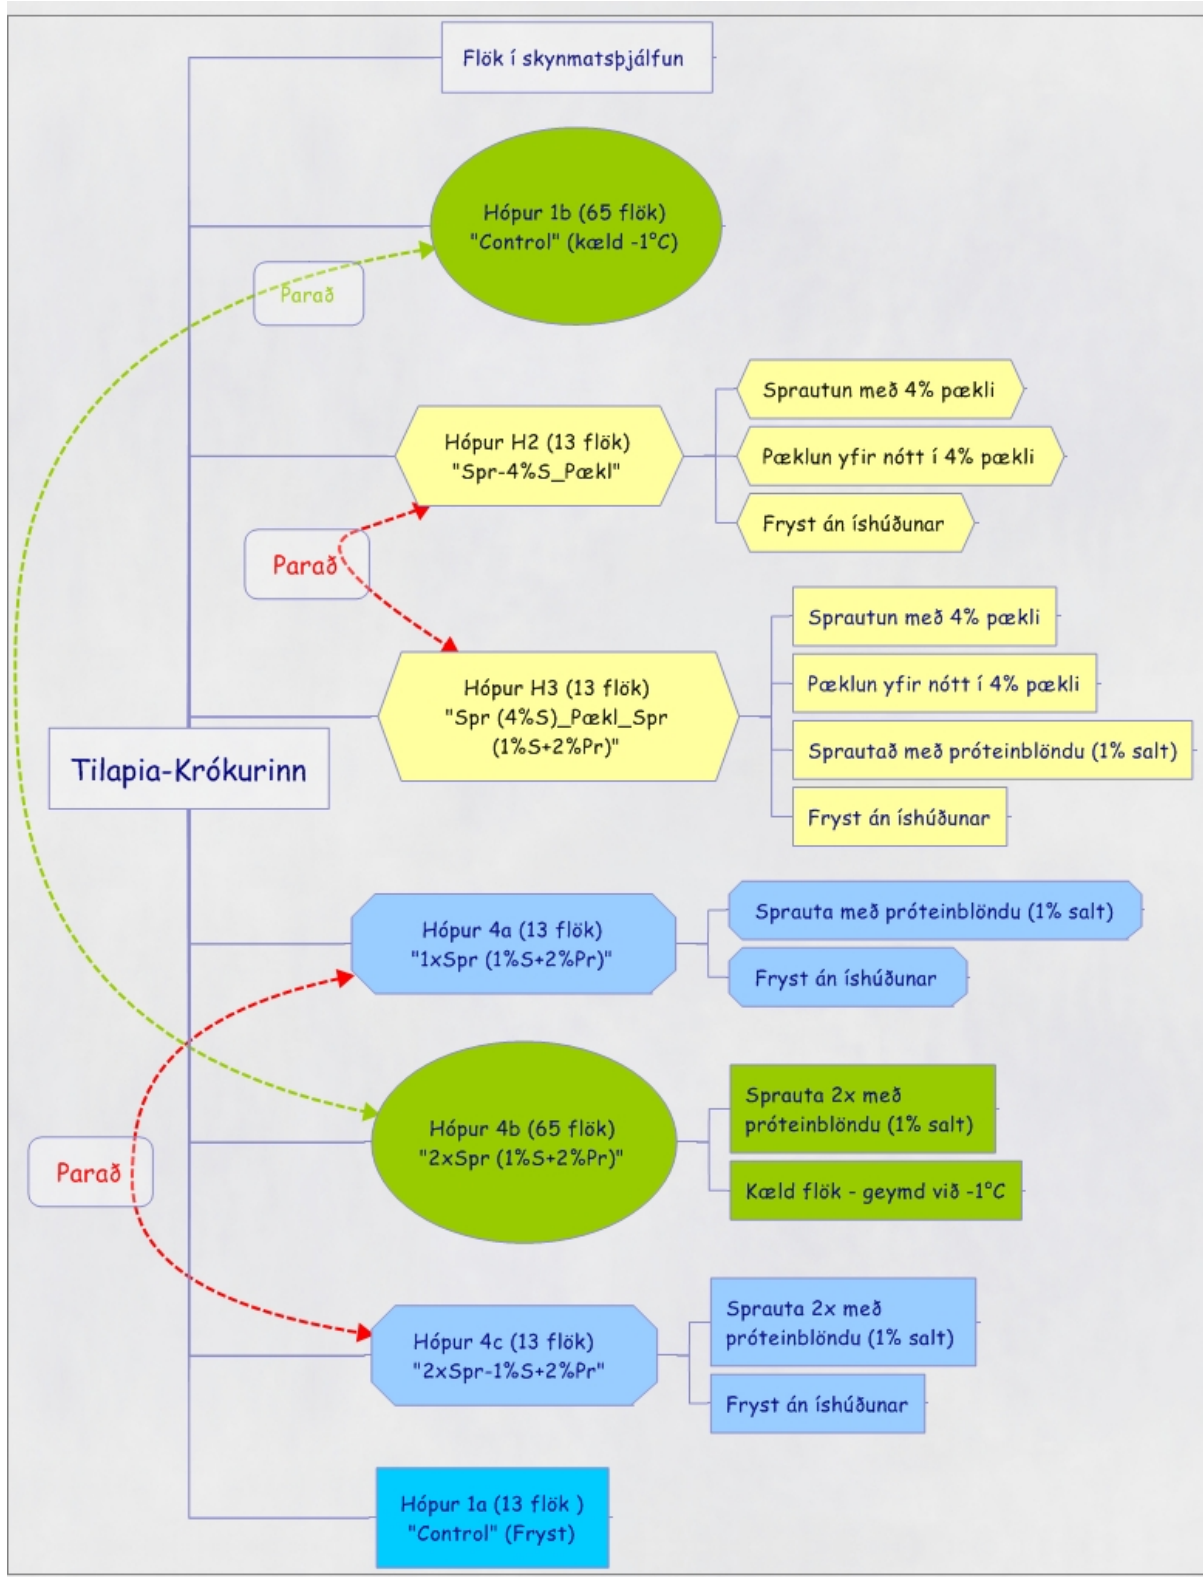 Flök í skynmatsþjálfun
Hópur 1b (65 flök)
"Control" (kæld -1°C)
Parað
Hópur H2 (13 flök)
"Spr-4%S_Pækl"
Sprautun með 4% pækli
Pæklun yfir nótt í 4% pækli
Fryst án íshúðunar
Parað
Hópur H3 (13 flök)
"Spr (4%S)_Pækl_Spr
(1%S+2%Pr)"
Sprautun með 4% pækli
Pæklun yfir nótt í 4% pækli
Sprautað með próteinblöndu (1% salt)
Fryst án íshúðunar
Tilapia-Krókurinn
Hópur 4a (13 flök)
"1xSpr (1%S+2%Pr)"
Sprauta með próteinblöndu (1% salt)
Fryst án íshúðunar
Hópur 4b (65 flök)
"2xSpr (1%S+2%Pr)"
Sprauta 2x með
próteinblöndu (1% salt)
Kæld flök - geymd við -1°C
Parað
Hópur 4c (13 flök)
"2xSpr-1%S+2%Pr"
Sprauta 2x með
próteinblöndu (1% salt)
Fryst án íshúðunar
Hópur 1a (13 flök )
"Control" (Fryst)